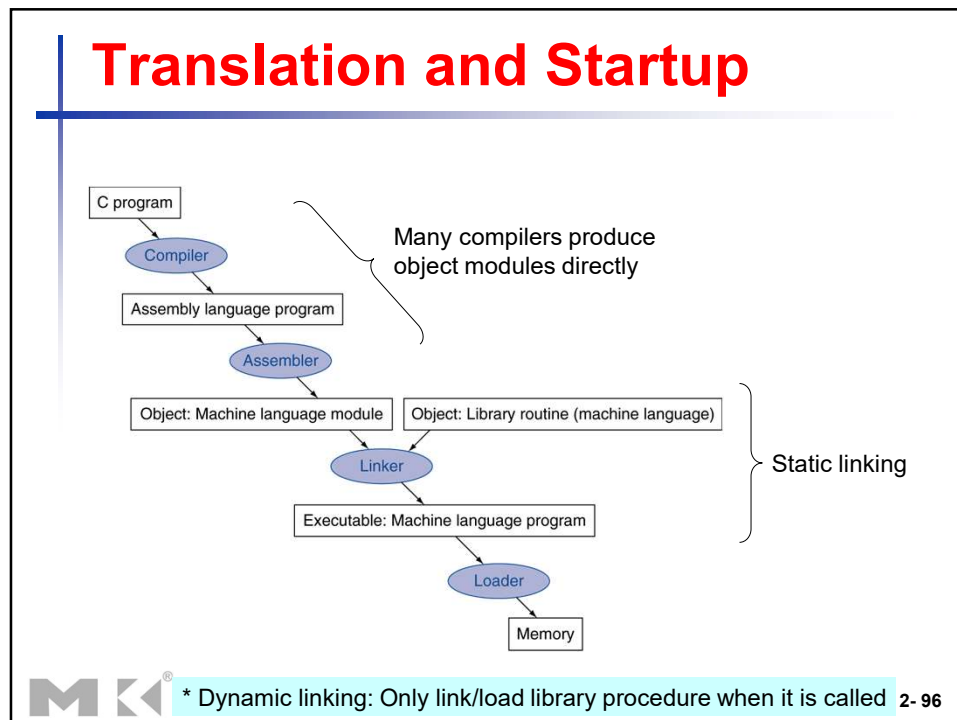 Translation and Startup
C program
Compiler
Many compilers produce
object modules directly
Assembly language program
Assembler
Object: Machine language module
Object: Library routine (machine language)
Linker
Static linking
Executable: Machine language program
Loader
Memory
MK®
* Dynamic linking: Only link/load library procedure when it is called
2- 96